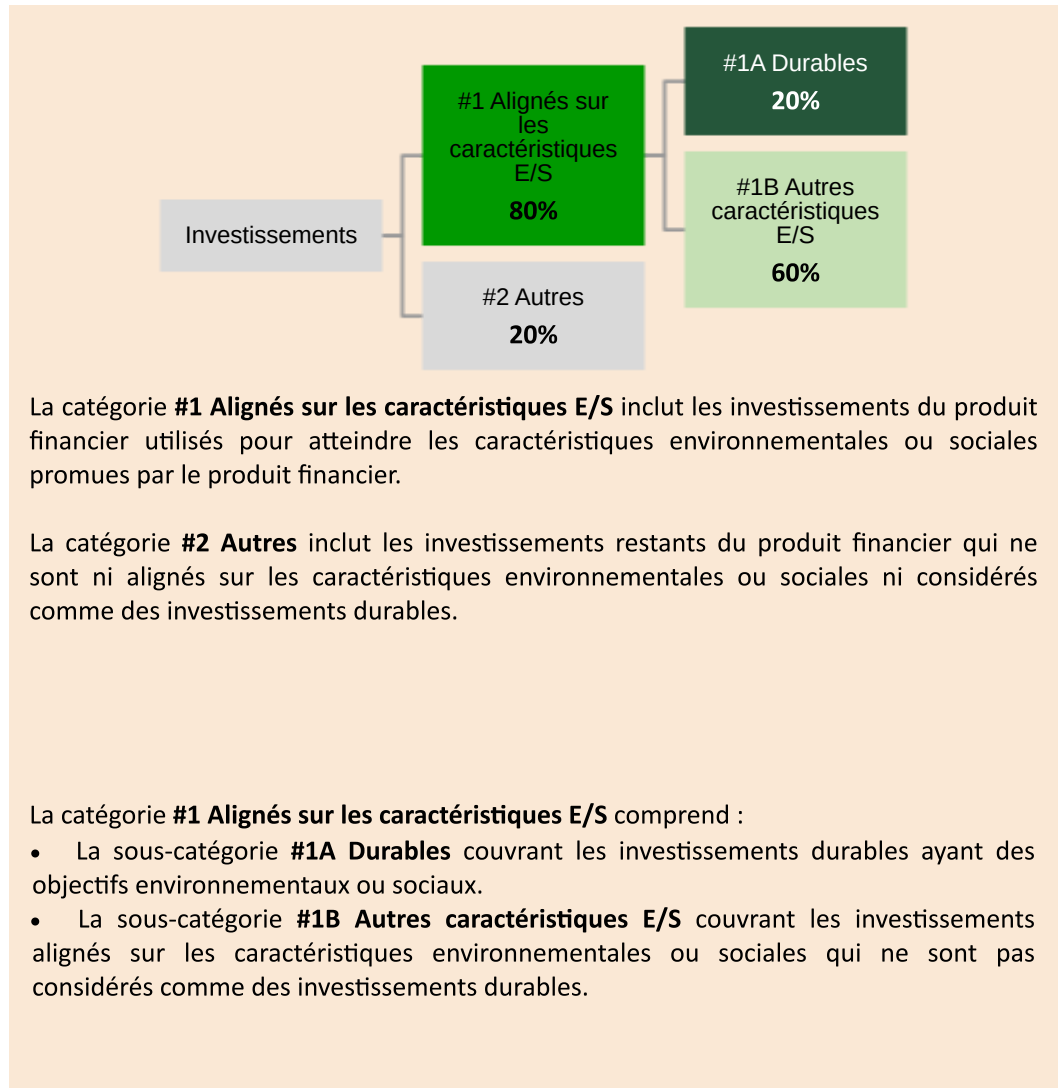 #1A Durables
20%
#1 Alignés sur
les
caractéristiques
E/S
80%
#1B Autres
caractéristiques
E/S
60%
Investissements
#2 Autres
20%
La catégorie #1 Alignés sur les caractéristiques E/S inclut les investissements du produit
financier utilisés pour atteindre les caractéristiques environnementales ou sociales
promues par le produit financier.
La catégorie #2 Autres inclut les investissements restants du produit financier qui ne
sont ni alignés sur les caractéristiques environnementales ou sociales ni considérés
comme des investissements durables.
La catégorie #1 Alignés sur les caractéristiques E/S comprend :
• La sous-catégorie #1A Durables couvrant les investissements durables ayant des
objectifs environnementaux ou sociaux.
• La sous-catégorie #1B Autres caractéristiques E/S couvrant les investissements
alignés sur les caractéristiques environnementales ou sociales qui ne sont pas
considérés comme des investissements durables.